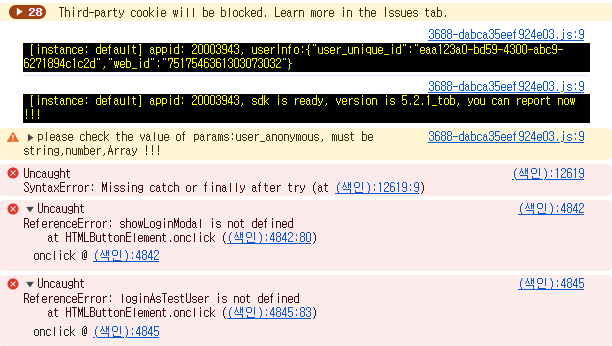 28 Third-party cookie will be blocked. Learn more in the Issues tab.
3688-dabca35eef924e03.js:9
[instance: default] appid: 20003943, userInfo:{"user_unique_id":"eaa123a0-bd59-4300-abc9-
6271894c1c2d","web_id":"7517546361303073032"}
3688-dabca35eef924e03.js:9
[instance: default] appid: 20003943, sdk is ready, version is 5.2.1_tob, you can report now
!!!
please check the value of params:user_anonymous, must be 3688-dabca35eef924e03.js:9
string,number,Array !!!
Uncaught (색인):12619
SyntaxError: Missing catch or finally after try (at (색인):12619:9)
Uncaught (색인):4842
ReferenceError: showLoginModal is not defined
at HTMLButtonElement.onclick ((색인):4842:80)
onclick @ (색인):4842
Uncaught (색인):4845
ReferenceError: loginAsTestUser is not defined
at HTMLButtonElement.onclick ((색인):4845:83)
onclick @ (색인):4845